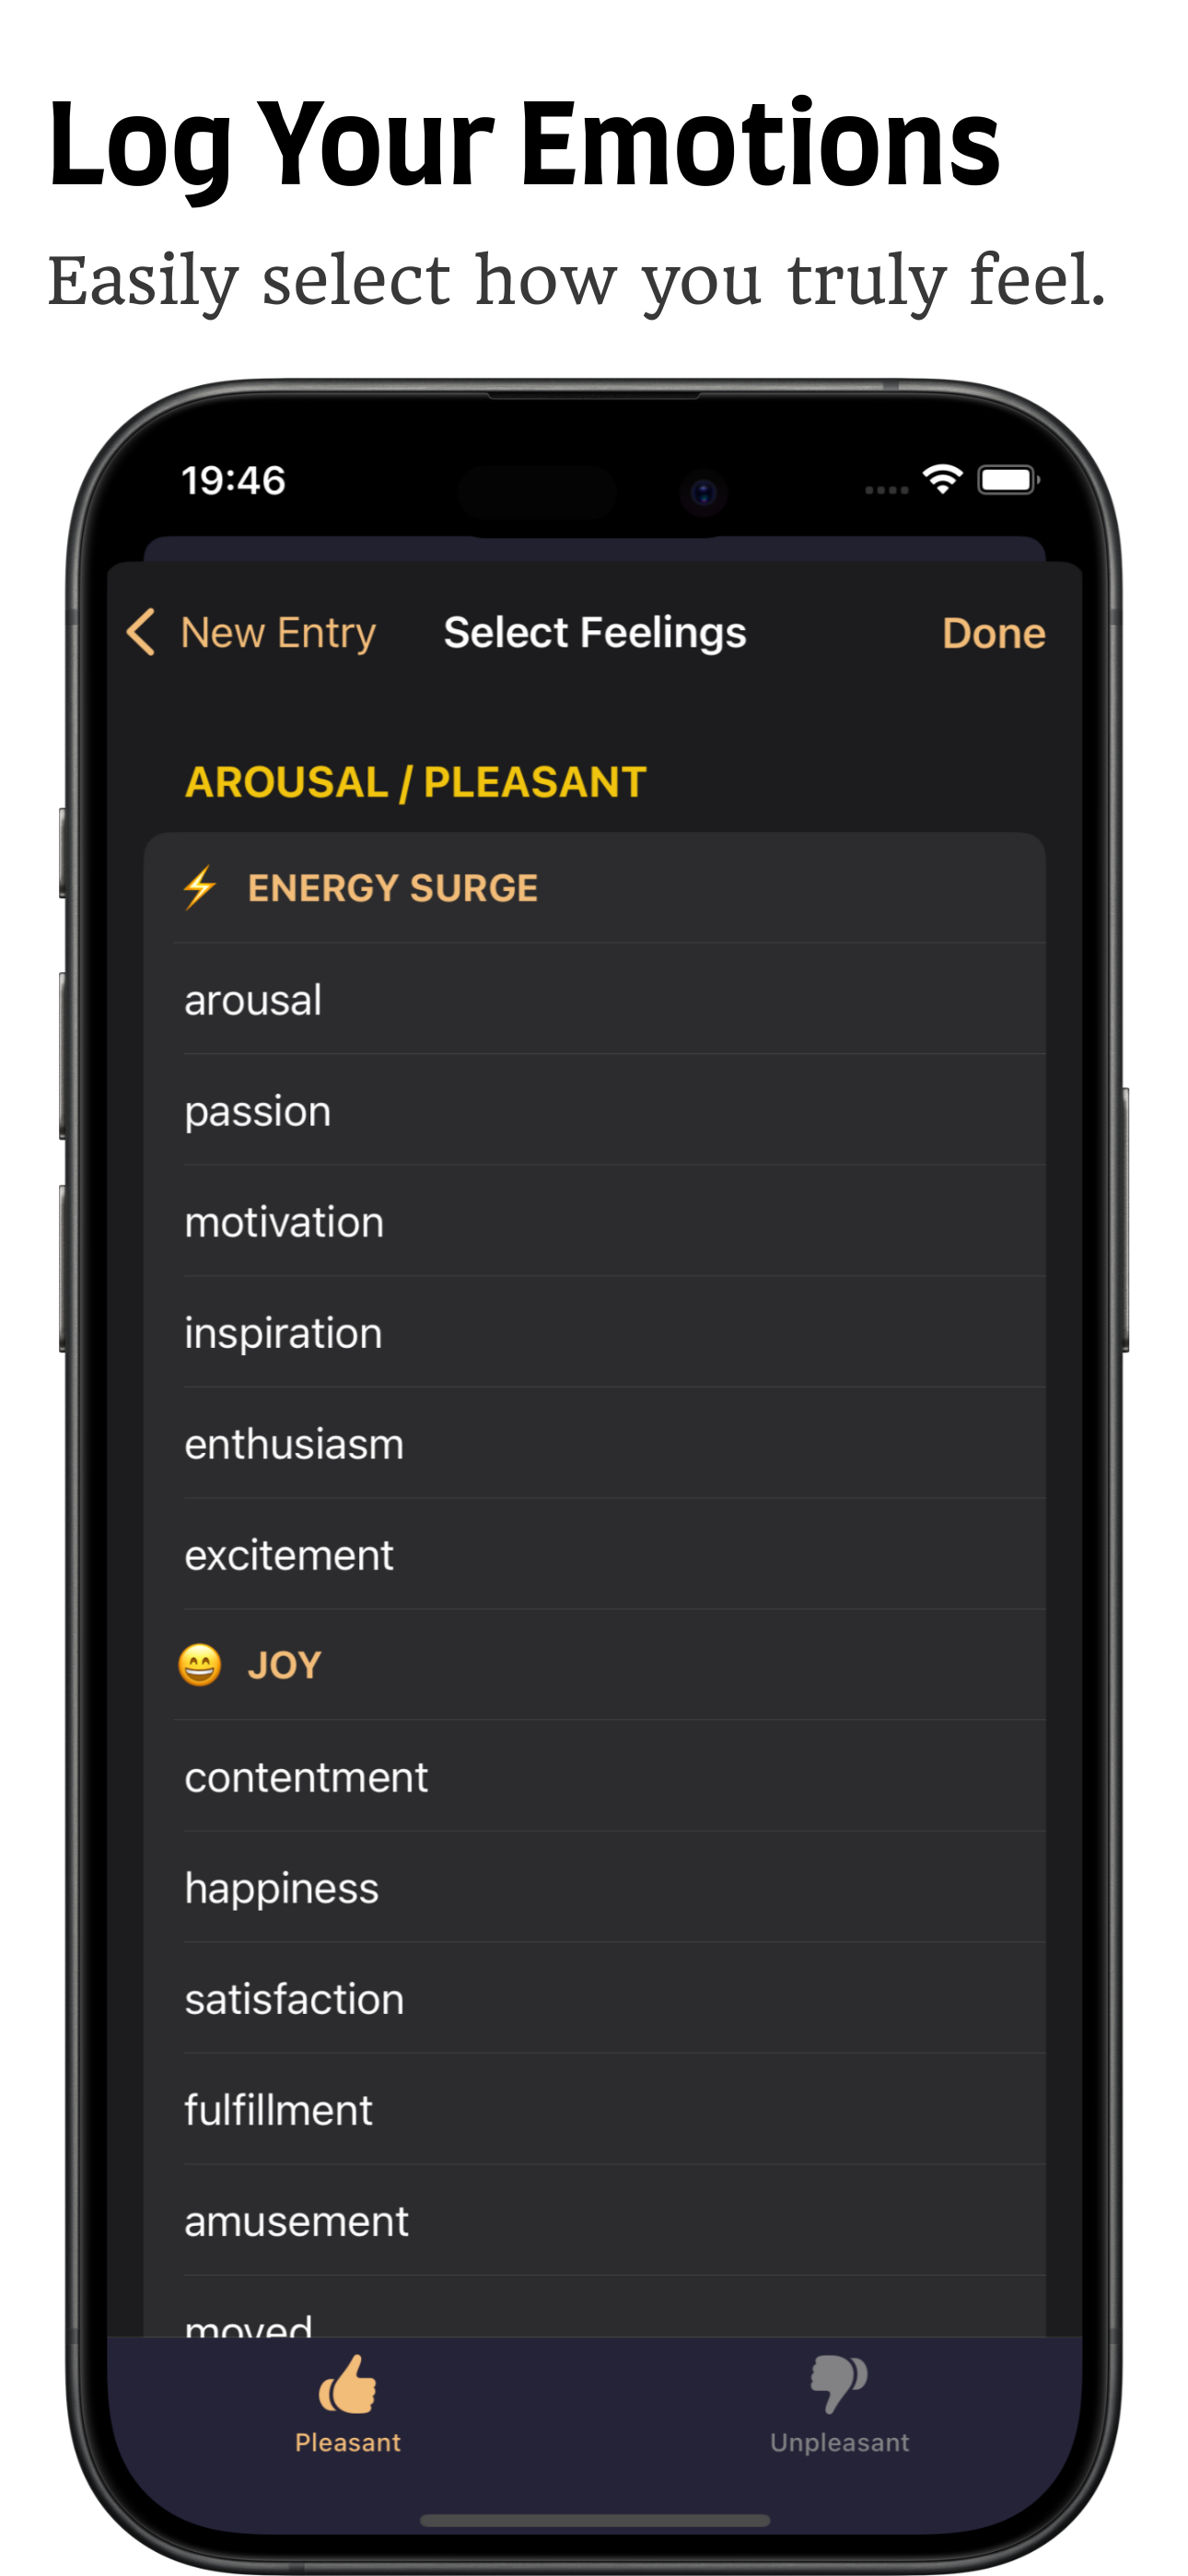 Log Your Emotions
Easily select how you truly feel.
19:46
New Entry
Select Feelings
Done
AROUSAL / PLEASANT
⚡ ENERGY SURGE
arousal
passion
motivation
inspiration
enthusiasm
excitement
😄 JOY
contentment
happiness
satisfaction
fulfillment
amusement
moved
Pleasant
Unpleasant